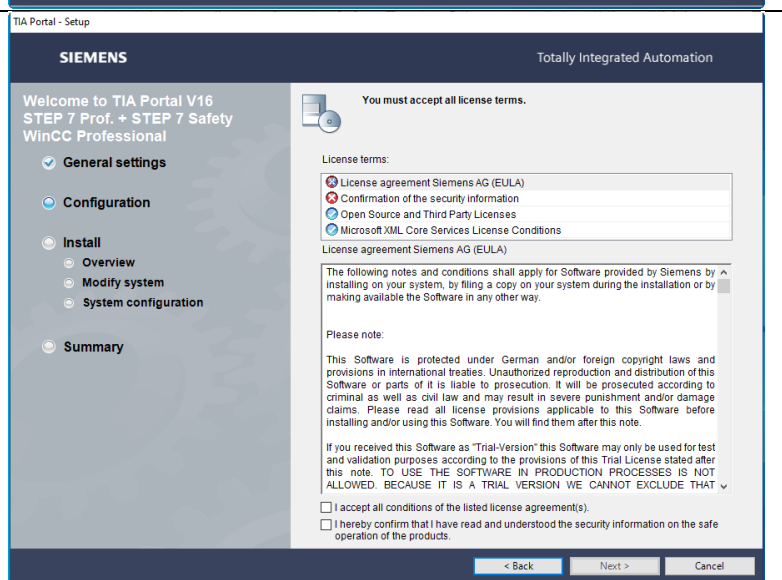 TIA Portal - Setup
SIEMENS
Totally Integrated Automation
Welcome to TIA Portal V16
STEP 7 Prof. + STEP 7 Safety
WinCC Professional
General settings
Configuration
Install
Overview
Modify system
System configuration
Summary
You must accept all license terms.
License terms:
License agreement Siemens AG (EULA)
Confirmation of the security information
Open Source and Third Party Licenses
Microsoft XML Core Services License Conditions
License agreement Siemens AG (EULA)
The following notes and conditions shall apply for Software provided by Siemens by
installing on your system, by filing a copy on your system during the installation or by
making available the Software in any other way.
Please note:
This Software is protected under German and/or foreign copyright laws and
provisions in international treaties. Unauthorized reproduction and distribution of this
Software or parts of it is liable to prosecution. It will be prosecuted according to
criminal as well as civil law and may result in severe punishment and/or damage
claims. Please read all license provisions applicable to this Software before
installing and/or using this Software. You will find them after this note.
If you received this Software as "Trial-Version" this Software may only be used for test
and validation purposes according to the provisions of this Trial License stated after
this note. TO USE THE SOFTWARE IN PRODUCTION PROCESSES IS NOT
ALLOWED. BECAUSE IT IS A TRIAL VERSION WE CANNOT EXCLUDE THAT
I accept all conditions of the listed license agreement(s).
I hereby confirm that I have read and understood the security information on the safe
operation of the products.
< Back
Next >
Cancel